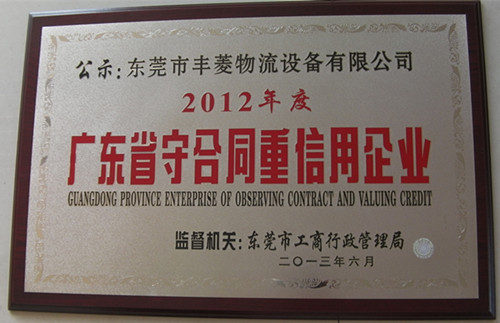 公示:东莞市丰菱物流设备有限公司
2012年度
广东省守合同重信用企业
GUANGDONG PROVINCE ENTERPRISE OF OBSERVING CONTRACT AND VALUING CREDIT
监督机关:东莞市工商行政管理局
二〇一三年六月